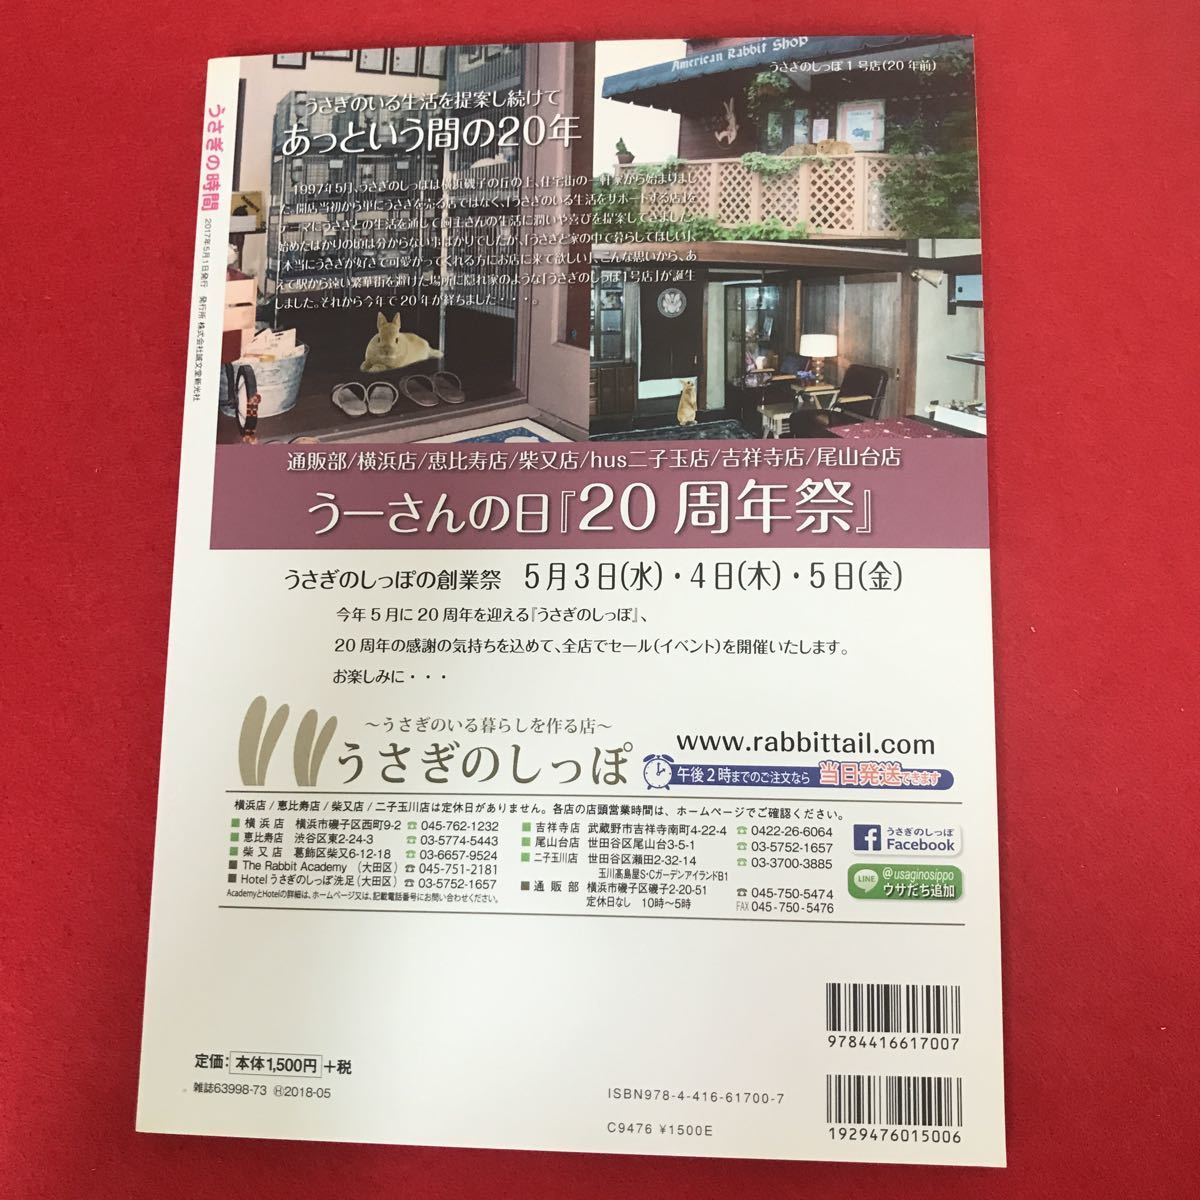 うさぎの時間
2017年5月1日発行　発行所 株式会社誠文堂新光社
American Rabbit Shop
うさぎのしっぽ1号店(20年前)
うさぎのいる生活を提案し続けて
あっという間の20年
1997年5月、うさぎのしっぽは横浜磯子の丘の上、住宅街の一軒家から始まりまし
た。開店当初から単にうさぎを売る店ではなく、「うさぎのいる生活をサポートする店」を
テーマにうさぎとの生活を通して飼主さんの生活に潤いや喜びを提案してきました。
始めたばかりの頃は分からない事ばかりでしたが、「うさぎと家の中で暮らしてほしい」、
「本当にうさぎが好きで可愛がってくれる方にお店に来て欲しい」、こんな思いから、あ
えて駅から遠い繁華街を避けた場所に隠れ家のような「うさぎのしっぽ1号店」が誕生
しました。それから今年で20年が経ちました・・・。
通販部/横浜店/恵比寿店/柴又店/hus二子玉店/吉祥寺店/尾山台店
うーさんの日『20 周年祭』
うさぎのしっぽの創業祭　5月3日(水)・4日(木)・5日(金)
今年5月に20周年を迎える『うさぎのしっぽ』、
20周年の感謝の気持ちを込めて、全店でセール(イベント)を開催いたします。
お楽しみに・・・
〜うさぎのいる暮らしを作る店〜
うさぎのしっぽ
www.rabbittail.com
午後2時までのご注文なら 当日発送できます
横浜店/恵比寿店/柴又店/二子玉川店は定休日がありません。各店の店頭営業時間は、ホームページでご確認ください。
■横浜店　横浜市磯子区西町9-2 ☎045-762-1232
■恵比寿店　渋谷区東2-24-3 ☎03-5774-5443
■柴又店　葛飾区柴又6-12-18 ☎03-6657-9524
■The Rabbit Academy （大田区） ☎045-751-2181
■Hotel うさぎのしっぽ洗足（大田区） ☎03-5752-1657
AcademyとHotelの詳細は、ホームページ又は、記載電話番号にお問い合わせください。
■吉祥寺店　武蔵野市吉祥寺南町4-22-4 ☎0422-26-6064
■尾山台店　世田谷区尾山台3-5-1 ☎03-5752-1657
■二子玉川店　世田谷区瀬田2-32-14 ☎03-3700-3885
玉川髙島屋S・CガーデンアイランドB1
■通販部　横浜市磯子区磯子2-20-51 ☎045-750-5474
定休日なし　10時〜5時 FAX 045-750-5476
うさぎのしっぽ
Facebook
LINE
@usaginosippo
ウサだち追加
9784416617007
定価：本体1,500円+税
雑誌63998-73 Ⓗ2018-05
ISBN978-4-416-61700-7
C9476 ¥1500E
1929476015006